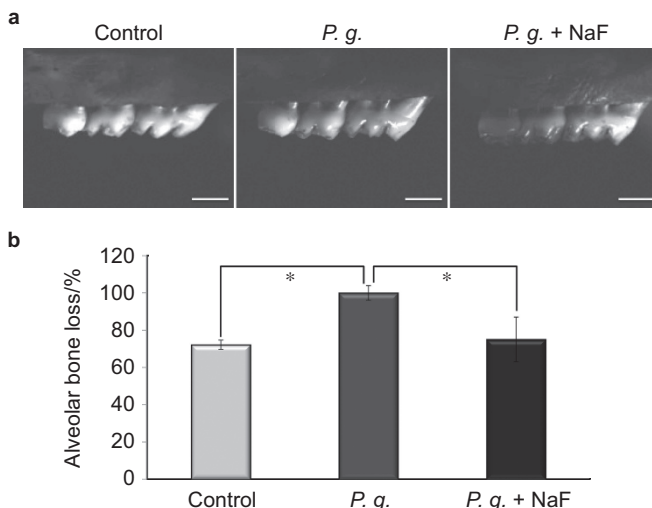 a
Control P. g. P. g. + NaF
b
Alveolar bone loss/%
120
100
80
60
40
20
0
* *
Control P. g. P. g. + NaF